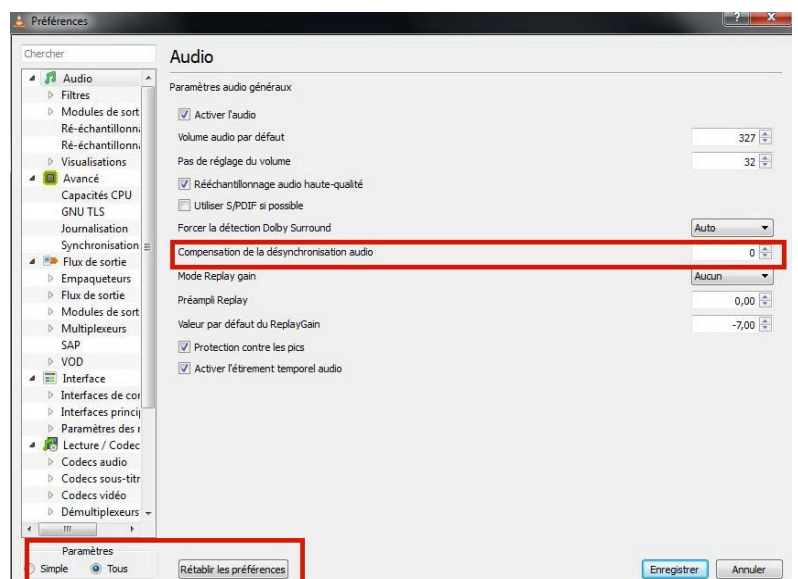 Préférences
Chercher
Audio
Filtres
Modules de sort
Ré-échantillonn
Ré-échantillonn
Visualisations
Avancé
Capacités CPU
GNU TLS
Journalisation
Synchronisation
Flux de sortie
Empaqueteurs
Flux de sortie
Modules de sort
Multiplexeurs
SAP
VOD
Interface
Interfaces de cor
Interfaces princi
Paramètres des r
Lecture / Codec
Codecs audio
Codecs sous-titr
Codecs vidéo
Démultiplexeurs
Paramètres
Simple Tous
Rétablir les préférences
Audio
Paramètres audio généraux
Activer l'audio
Volume audio par défaut 327
Pas de réglage du volume 32
Rééchantillonnage audio haute-qualité
Utiliser S/PDIF si possible
Forcer la détection Dolby Surround Auto
Compensation de la désynchronisation audio 0
Mode Replay gain Aucun
Préampli Replay 0,00
Valeur par défaut du ReplayGain -7,00
Protection contre les pics
Activer l'étirement temporel audio
Enregistrer Annuler